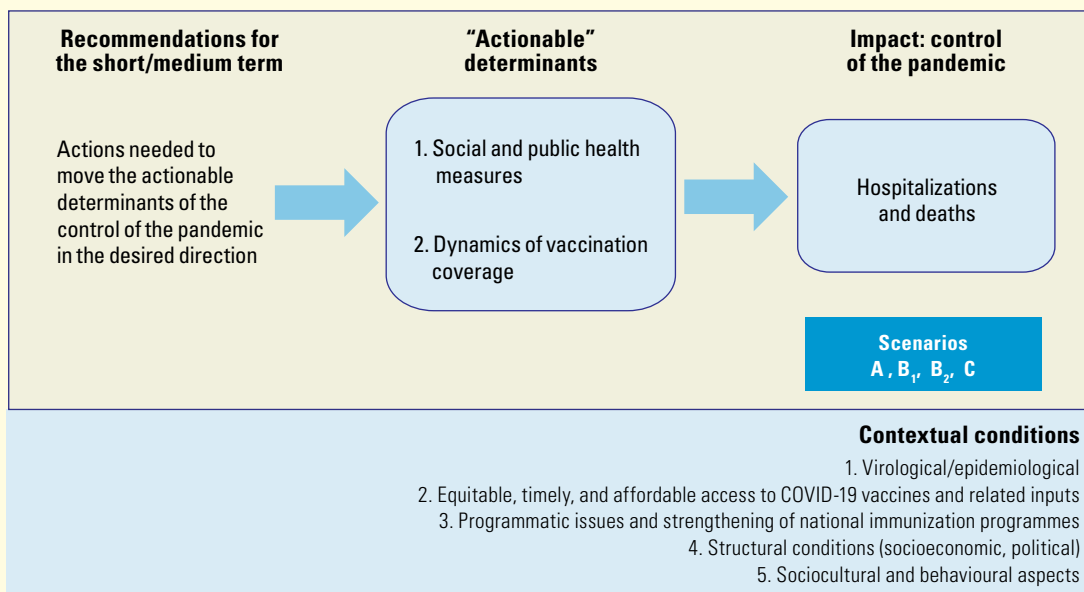 Recommendations for
the short/medium term
Actions needed to
move the actionable
determinants of the
control of the pandemic
in the desired direction
“Actionable”
determinants
1. Social and public health
measures
2. Dynamics of vaccination
coverage
Impact: control
of the pandemic
Hospitalizations
and deaths
Scenarios
A , B₁, B₂, C
Contextual conditions
1. Virological/epidemiological
2. Equitable, timely, and affordable access to COVID-19 vaccines and related inputs
3. Programmatic issues and strengthening of national immunization programmes
4. Structural conditions (socioeconomic, political)
5. Sociocultural and behavioural aspects